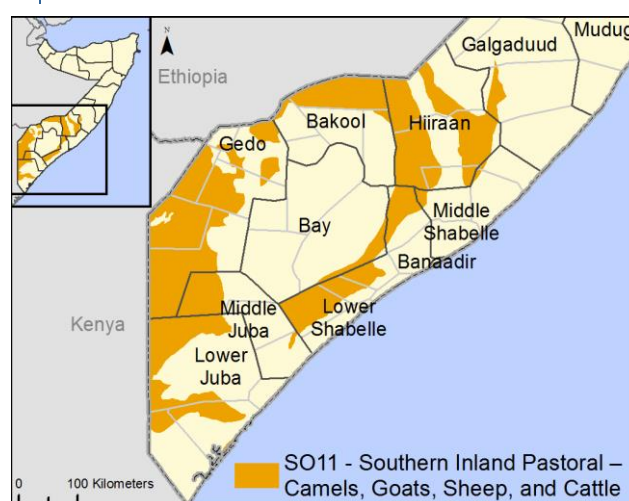 N
Mudug
Galgaduud
Ethiopia
Bakool
Hiiraan
Gedo
Bay
Middle
Shabelle
Banaadir
Kenya
Middle
Juba
Lower
Shabelle
Lower
Juba
0 100 Kilometers
SO11 - Southern Inland Pastoral –
Camels, Goats, Sheep, and Cattle